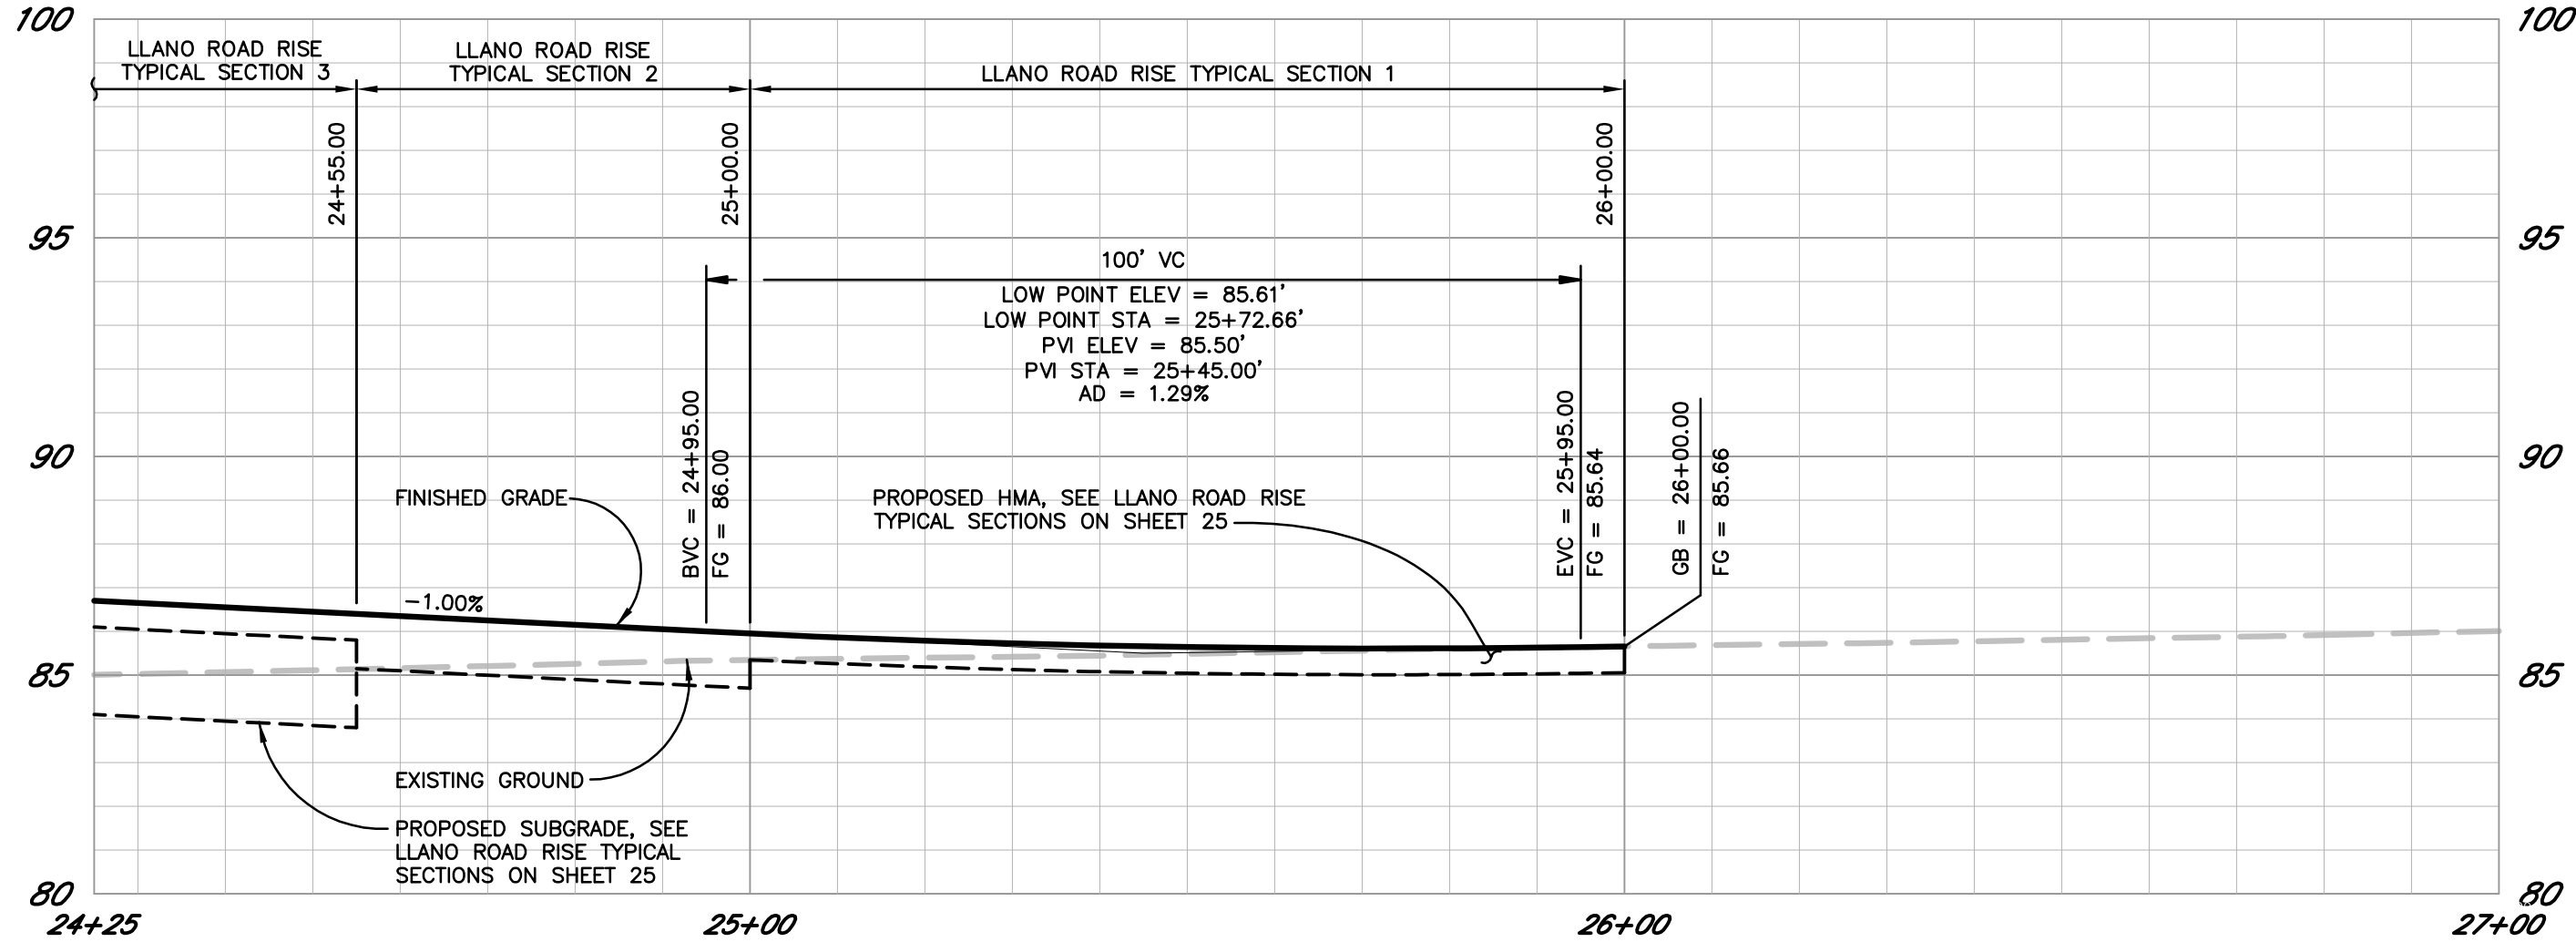 100
100
LLANO ROAD RISE
TYPICAL SECTION 3
LLANO ROAD RISE
TYPICAL SECTION 2
LLANO ROAD RISE TYPICAL SECTION 1
24+55.00
25+00.00
26+00.00
95
95
100' VC
LOW POINT ELEV = 85.61'
LOW POINT STA = 25+72.66'
PVI ELEV = 85.50'
PVI STA = 25+45.00'
AD = 1.29%
BVC = 24+95.00
FG = 86.00
EVC = 25+95.00
FG = 85.64
GB = 26+00.00
FG = 85.66
90
90
FINISHED GRADE
PROPOSED HMA, SEE LLANO ROAD RISE
TYPICAL SECTIONS ON SHEET 25
-1.00%
85
85
EXISTING GROUND
PROPOSED SUBGRADE, SEE
LLANO ROAD RISE TYPICAL
SECTIONS ON SHEET 25
80
80
24+25
25+00
26+00
27+00